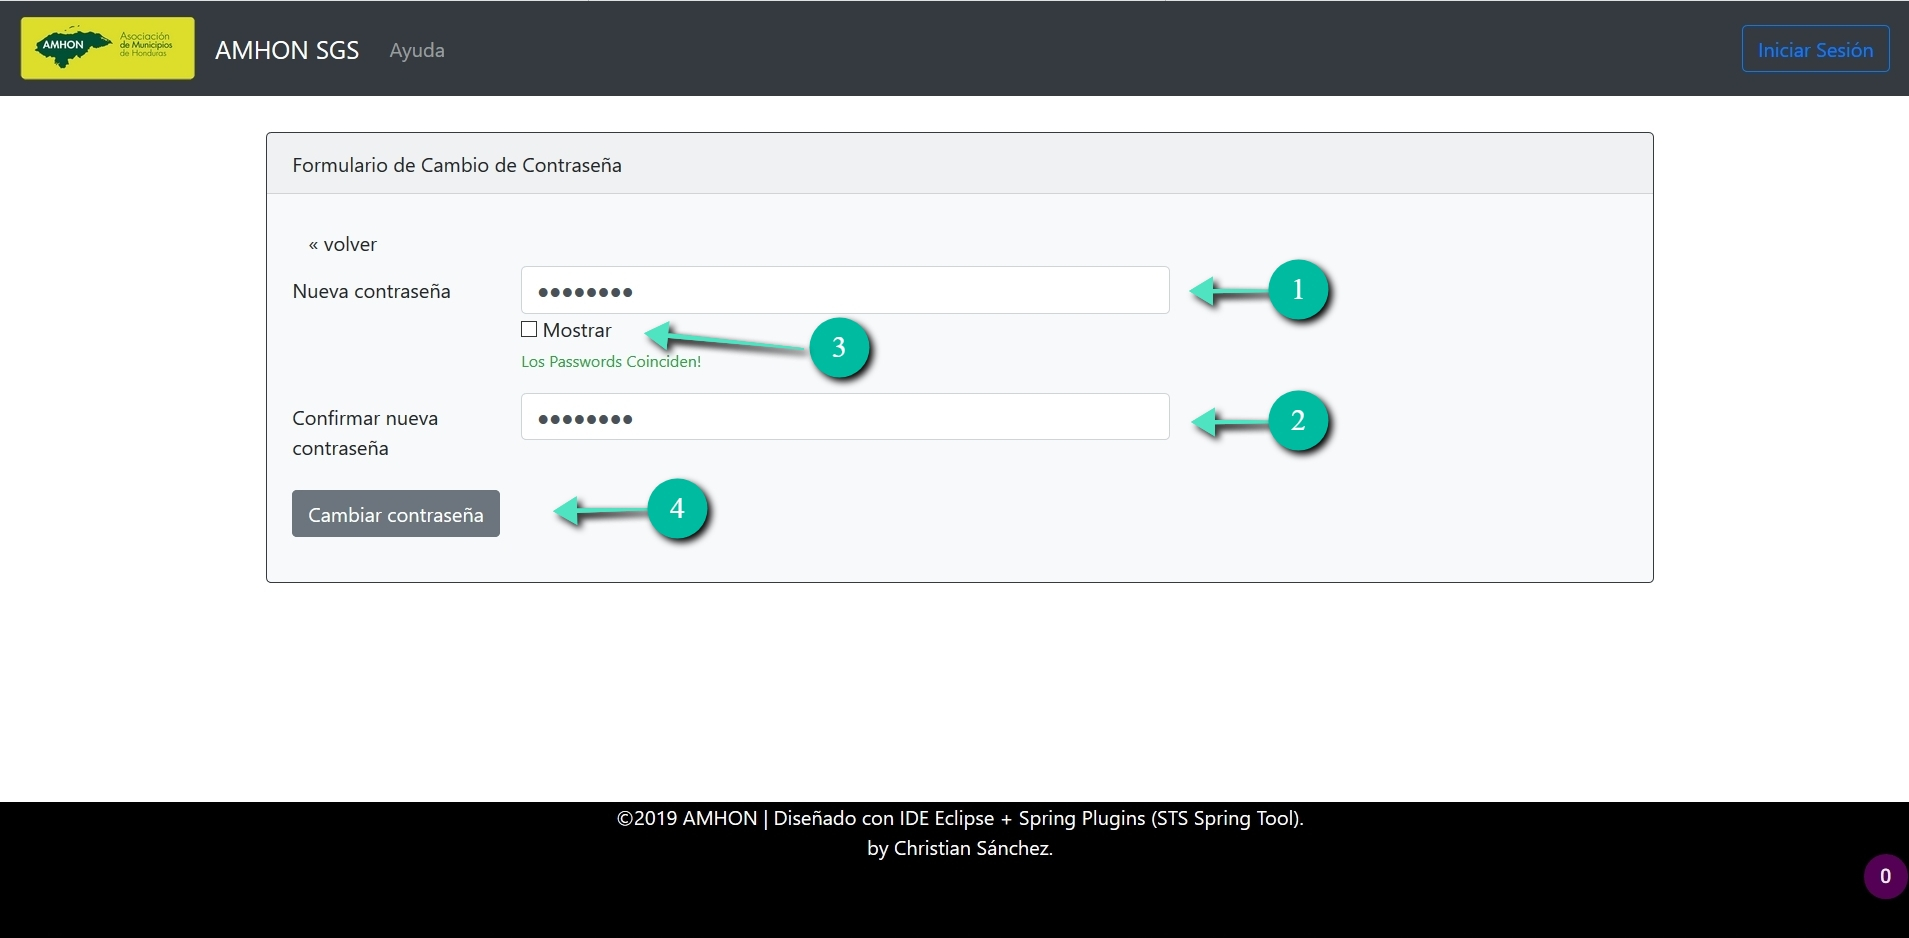 AMHON
Asociación
de Municipios
de Honduras
AMHON SGS
Ayuda
Iniciar Sesión
Formulario de Cambio de Contraseña
« volver
Nueva contraseña
●●●●●●●●
1
Mostrar
3
Los Passwords Coinciden!
Confirmar nueva
contraseña
●●●●●●●●
2
Cambiar contraseña
4
©2019 AMHON | Diseñado con IDE Eclipse + Spring Plugins (STS Spring Tool).
by Christian Sánchez.
0